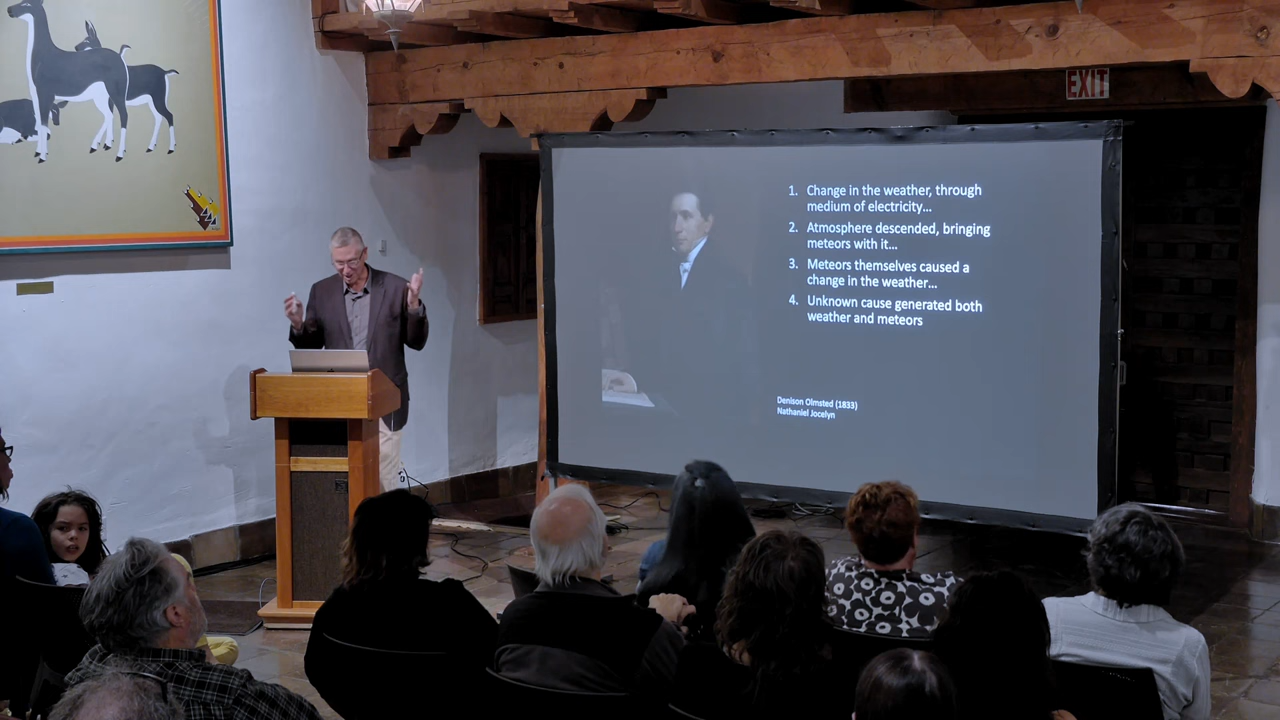 EXIT
1. Change in the weather, through
medium of electricity...
2. Atmosphere descended, bringing
meteors with it...
3. Meteors themselves caused a
change in the weather...
4. Unknown cause generated both
weather and meteors
Denison Olmsted (1833)
Nathaniel Jocelyn